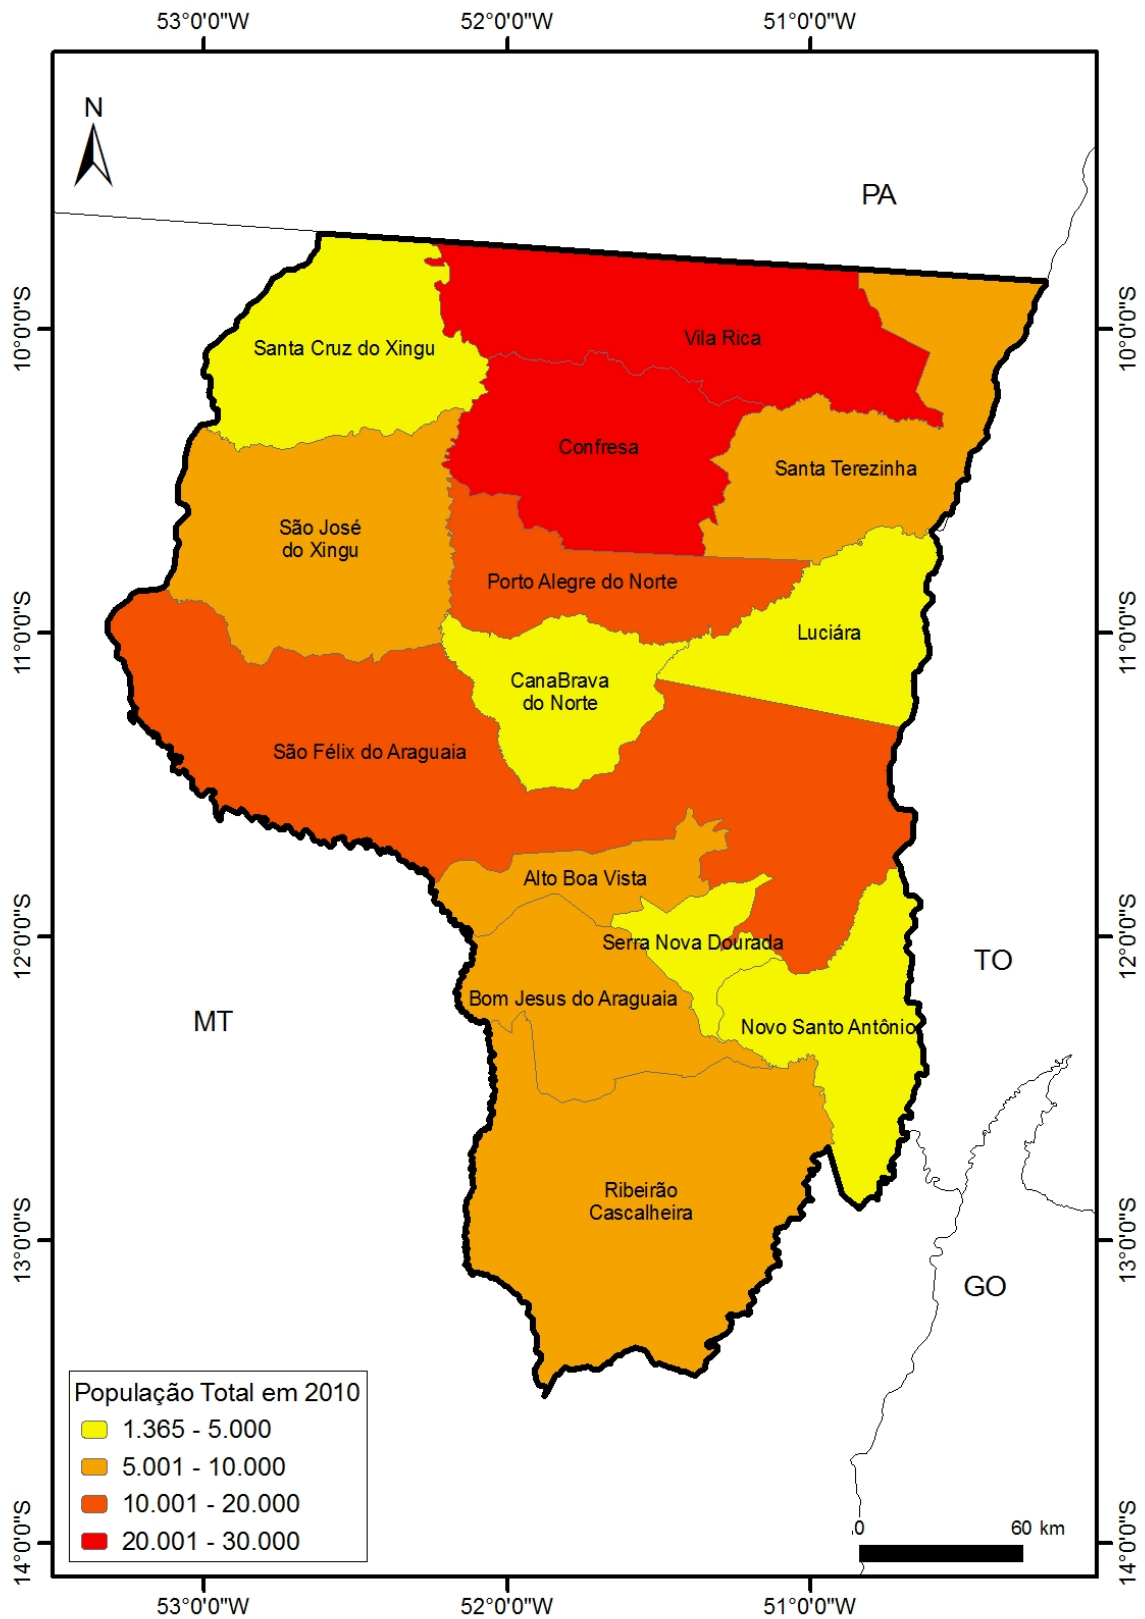 53°0'0"W
52°0'0"W
51°0'0"W
N
PA
10°0'0"S
10°0'0"S
Vila Rica
Santa Cruz do Xingu
Confresa
Santa Terezinha
São José
do Xingu
Porto Alegre do Norte
11°0'0"S
11°0'0"S
Luciára
CanaBrava
do Norte
São Félix do Araguaia
Alto Boa Vista
12°0'0"S
12°0'0"S
Serra Nova Dourada
TO
Bom Jesus do Araguaia
MT
Novo Santo Antônio
Ribeirão
Cascalheira
13°0'0"S
13°0'0"S
GO
População Total em 2010
1.365 - 5.000
5.001 - 10.000
10.001 - 20.000
20.001 - 30.000
0 60 km
14°0'0"S
14°0'0"S
53°0'0"W
52°0'0"W
51°0'0"W